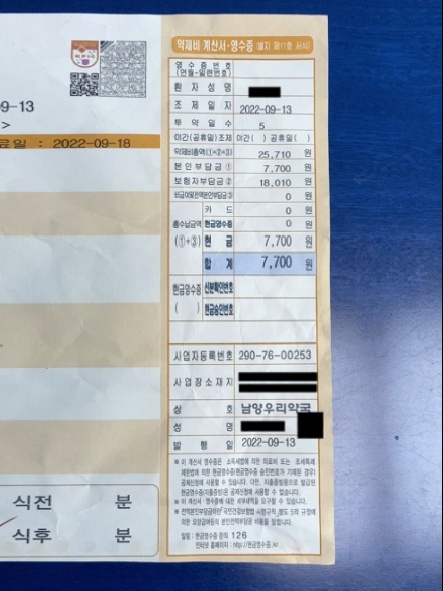 09-13
>
료일 : 2022-09-18
식전 분
식후 분
약제비 계산서·영수증 (별지 제11호 서식)
영수증번호
(연월-일련번호)
환자성명
조제일자 2022-09-13
투약일수 5
야간(공휴일)조제 야간( ) 공휴일( )
약제비총액(①+②+③) 25,710 원
본인부담금 ① 7,700 원
보험자부담금 ② 18,010 원
비급여및전액본인부담금③ 0 원
총수납금액 (①+③)
카드 0 원
현금영수증 0 원
현금 7,700 원
합계 7,700 원
현금영수증 ( )
신분확인번호
현금승인번호
사업자등록번호 290-76-00253
사업장소재지
상호 남양우리약국
성명
발행일 2022-09-13
※ 이 계산서·영수증은 소득세법에 의한 의료비 또는 조세특례
제한법에 의한 현금영수증(현금영수증 승인번호가 기재된 경우)
공제신청에 사용할 수 있습니다. 다만, 지출증빙용으로 발급된
현금영수증(지출증빙)은 공제신청에 사용할 수 없습니다.
※ 이 계산서·영수증에 대한 세부내역을 요구할 수 있습니다.
※ 전액본인부담금이란 국민건강보험법 시행규칙 별표 5의 규정에
의한 요양급여등의 본인전액부담금 비용을 말합니다.
알림 : 현금영수증 문의 126
인터넷 홈페이지 : http://현금영수증.kr